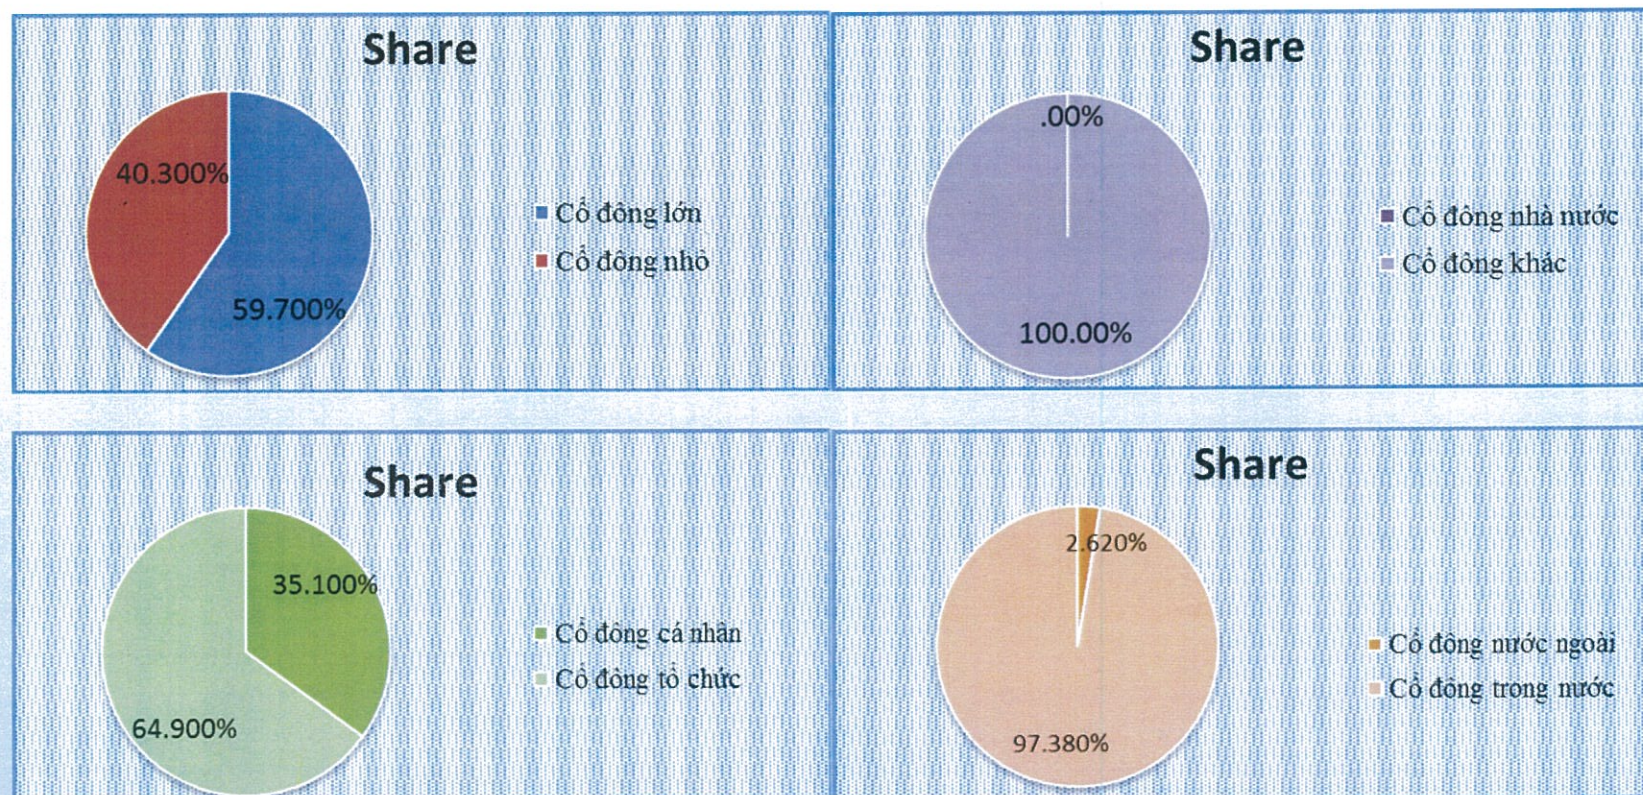 Share
40.300%
59.700%
Cổ đông lớn
Cổ đông nhỏ
Share
.00%
100.00%
Cổ đông nhà nước
Cổ đông khác
Share
35.100%
64.900%
Cổ đông cá nhân
Cổ đông tổ chức
Share
2.620%
97.380%
Cổ đông nước ngoài
Cổ đông trong nước